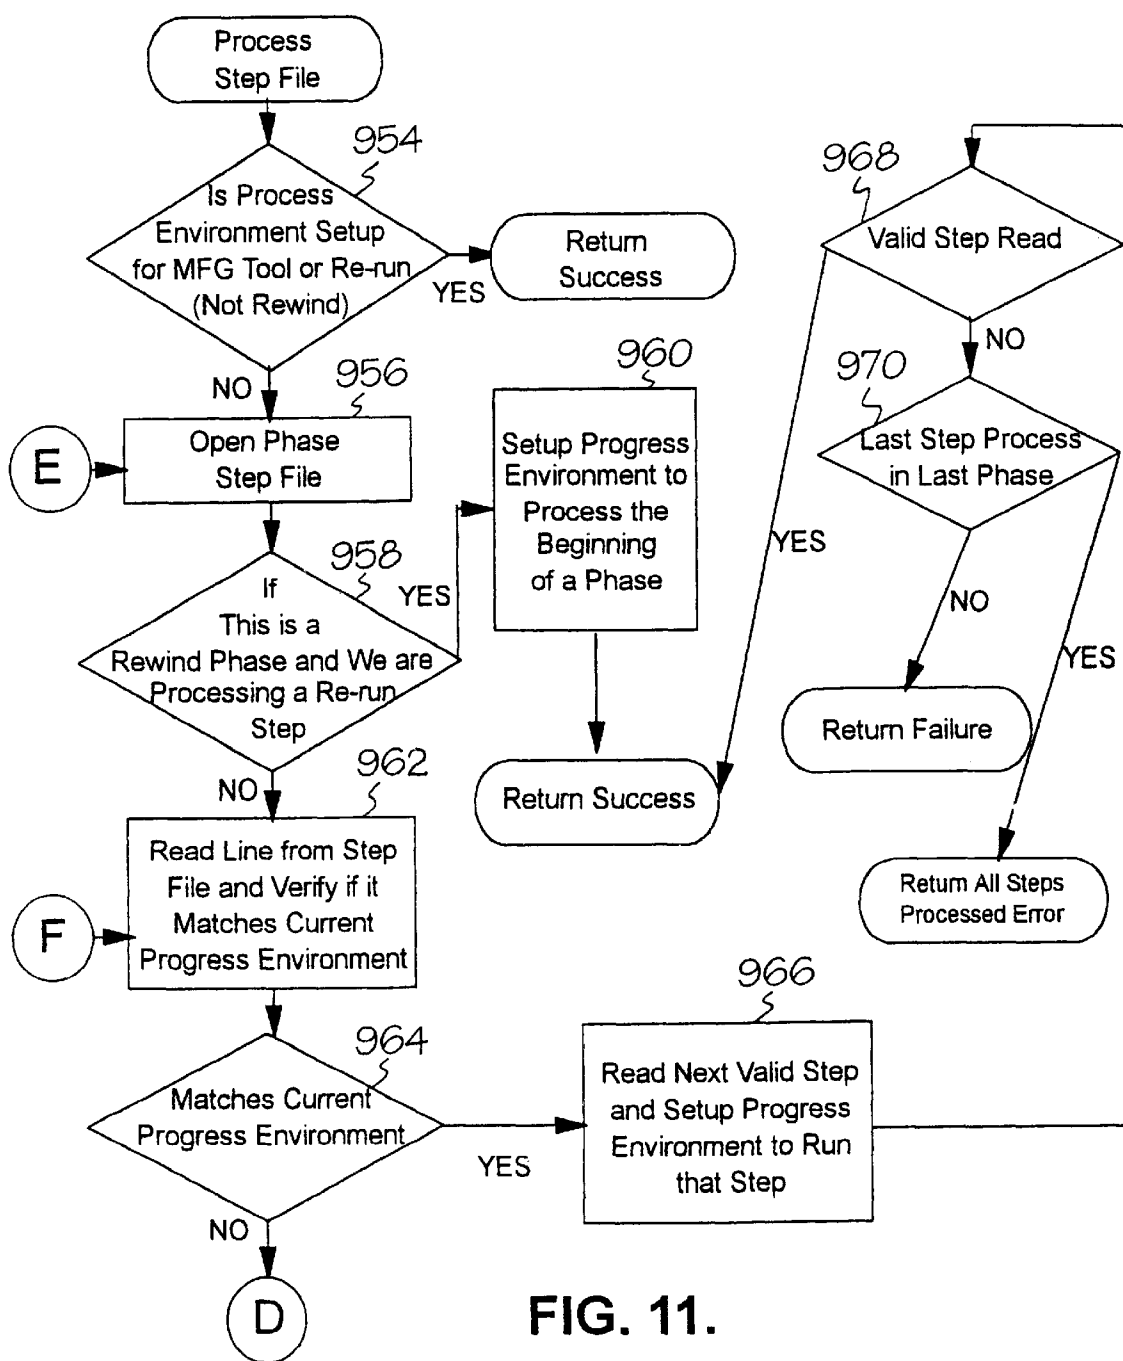 Process
Step File
954
Is Process
Environment Setup
for MFG Tool or Re-run
(Not Rewind)
YES
Return
Success
NO
956
E
Open Phase
Step File
958
If
This is a
Rewind Phase and We are
Processing a Re-run
Step
YES
960
Setup Progress
Environment to
Process the
Beginning
of a Phase
Return Success
NO
962
Read Line from Step
File and Verify if it
Matches Current
Progress Environment
F
964
Matches Current
Progress Environment
YES
NO
D
966
Read Next Valid Step
and Setup Progress
Environment to Run
that Step
968
Valid Step Read
YES
NO
970
Last Step Process
in Last Phase
NO
YES
Return Failure
Return All Steps
Processed Error
FIG. 11.